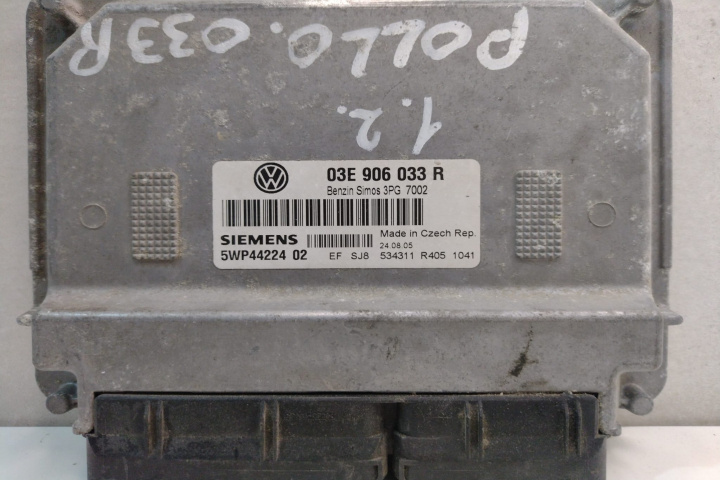 POLLO. 033R
1.2.
03E 906 033 R
Benzin Simos 3PG 7002
SIEMENS Made in Czech Rep.
24.08.05
5WP44224 02 EF SJ8 534311 R405 1041